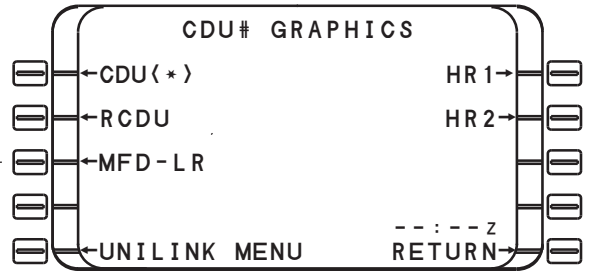 CDU# GRAPHICS
←CDU(*) HR1→
←RCDU HR2→
←MFD-LR
--:--Z
←UNILINK MENU RETURN→